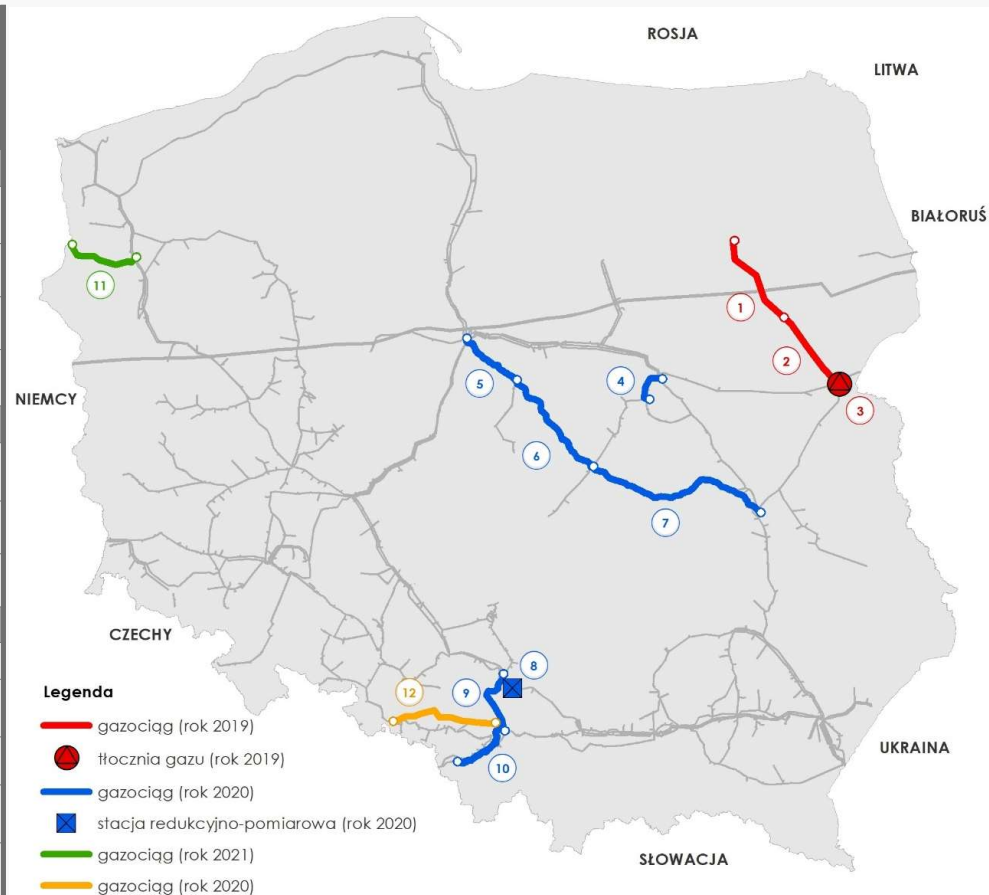 ROSJA
LITWA
BIAŁORUŚ
11
1
2
5
4
NIEMCY
3
6
7
CZECHY
8
Legenda
12
9
gazociąg (rok 2019)
UKRAINA
tłocznia gazu (rok 2019)
10
gazociąg (rok 2020)
stacja redukcyjno-pomiarowa (rok 2020)
gazociąg (rok 2021)
SŁOWACJA
gazociąg (rok 2020)